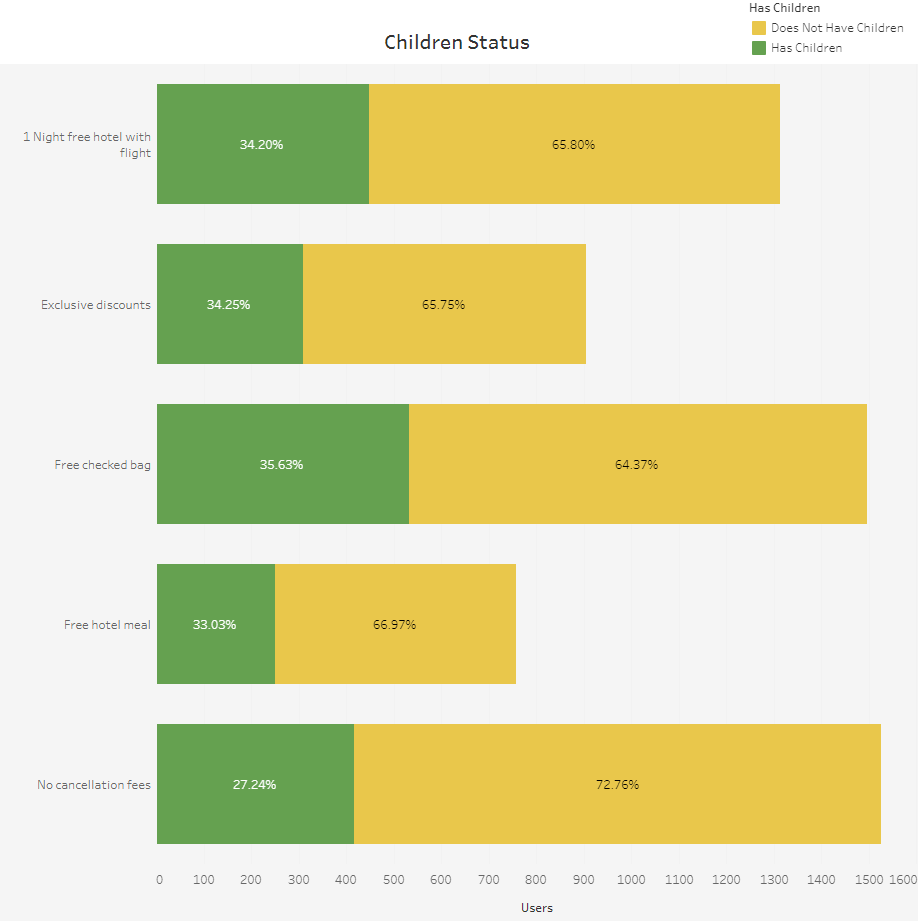 Has Children
Does Not Have Children
Has Children
Children Status
1 Night free hotel with
flight
34.20%
65.80%
Exclusive discounts
34.25%
65.75%
Free checked bag
35.63%
64.37%
Free hotel meal
33.03%
66.97%
No cancellation fees
27.24%
72.76%
0 100 200 300 400 500 600 700 800 900 1000 1100 1200 1300 1400 1500 1600
Users